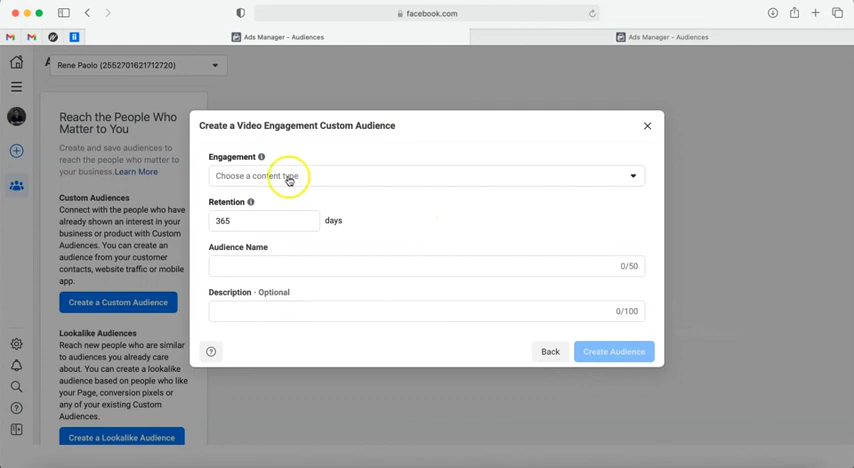 facebook.com
Ads Manager - Audiences
Ads Manager - Audiences
Rene Paolo (2552701621712720)
Reach the People Who
Matter to You
Create and save audiences to
reach the people who matter to
your business.Learn More
Custom Audiences
Connect with the people who have
already shown an interest in your
business or product with Custom
Audiences. You can create an
audience from your customer
contacts, website traffic or mobile
app.
Create a Custom Audience
Lookalike Audiences
Reach new people who are similar
to audiences you already care
about. You can create a lookalike
audience based on people who like
your Page, conversion pixels or
any of your existing Custom
Audiences.
Create a Lookalike Audience
Create a Video Engagement Custom Audience
Engagement
Choose a content type
Retention
365 days
Audience Name
0/50
Description · Optional
0/100
Back
Create Audience